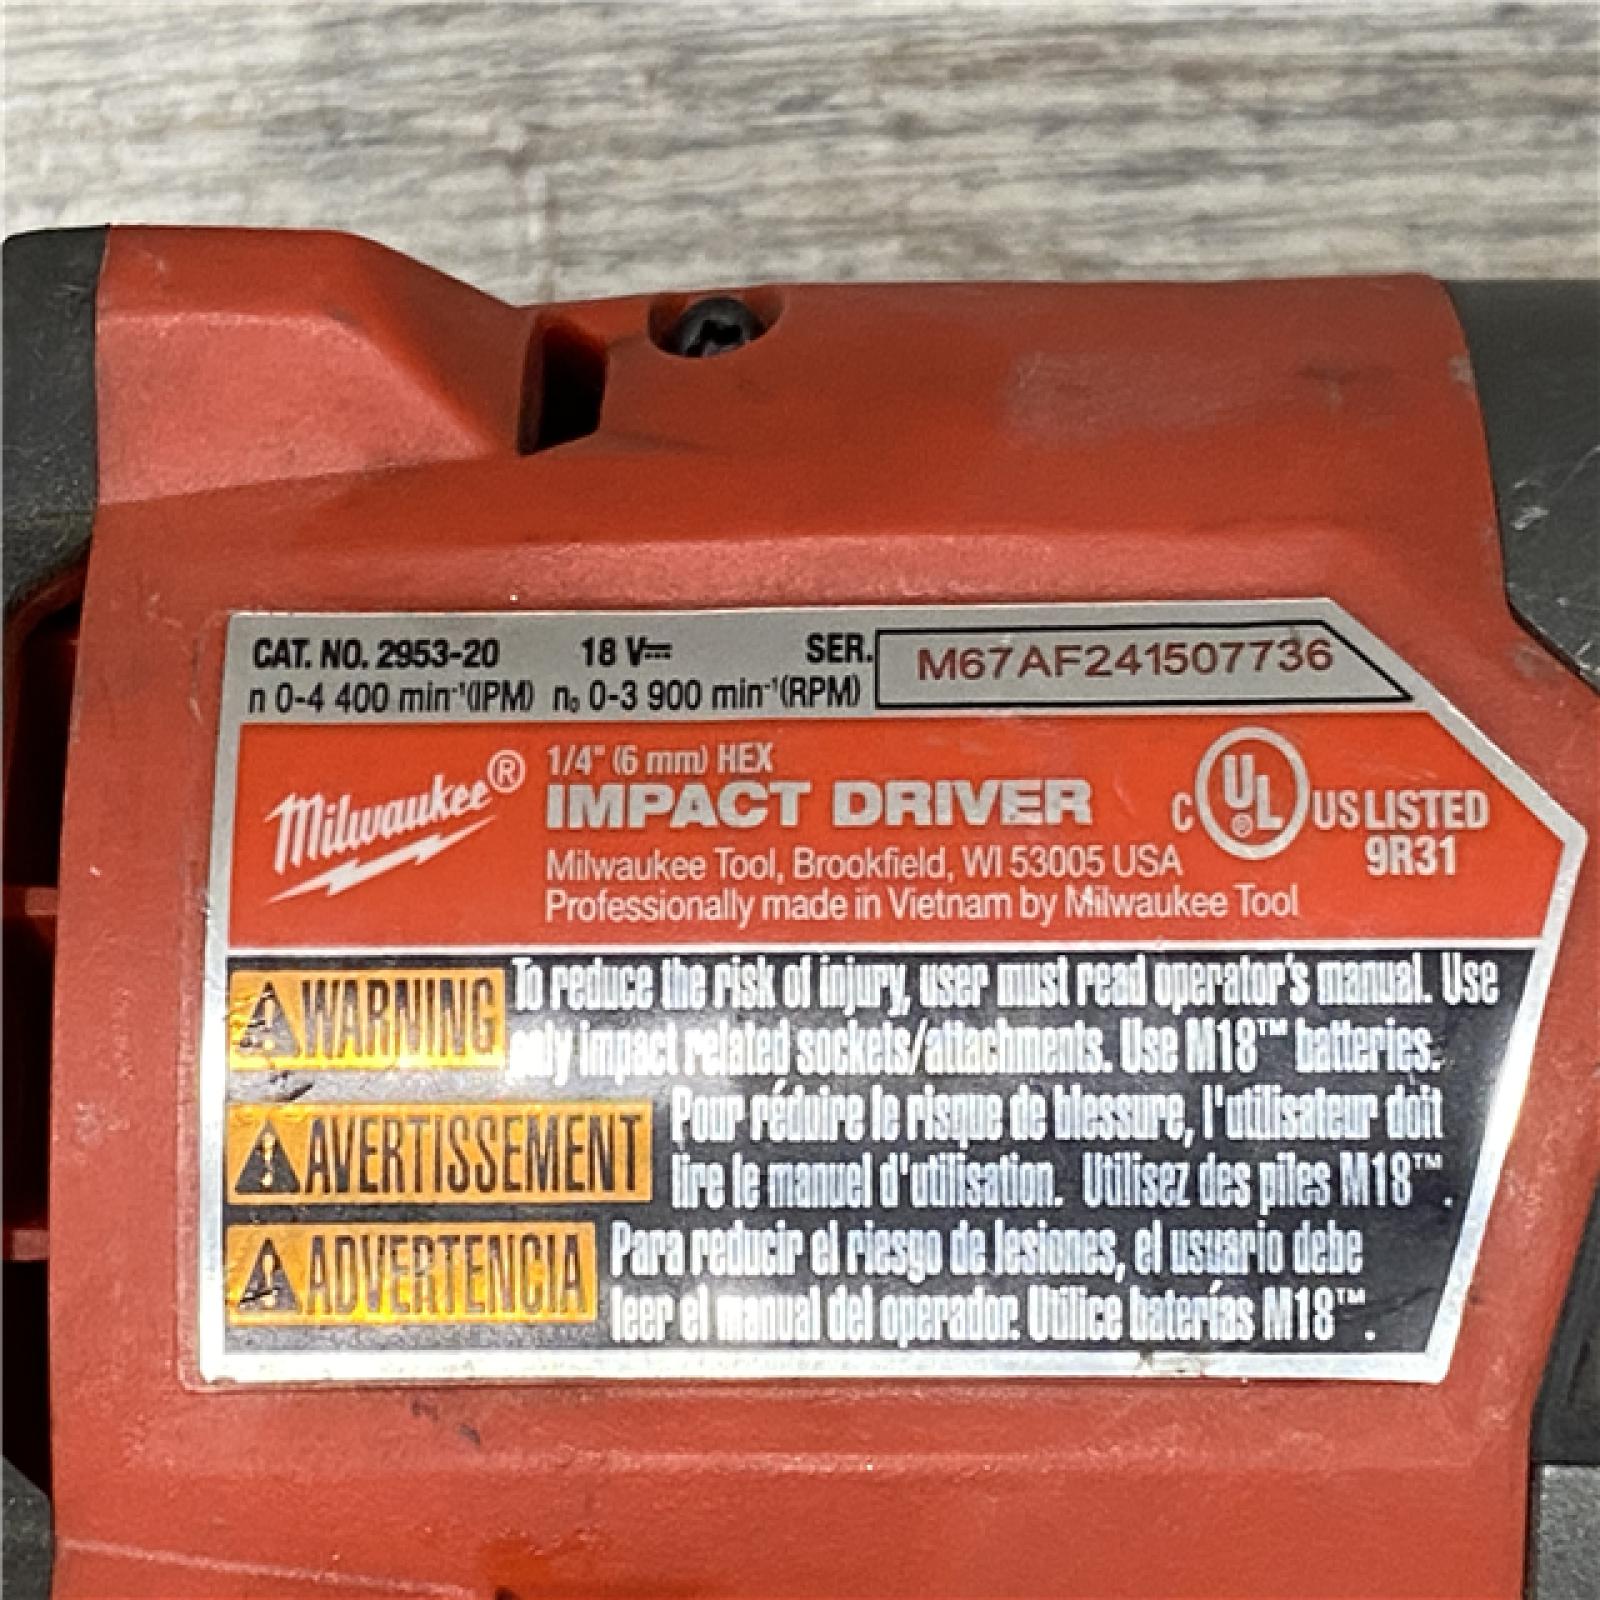 CAT. NO. 2953-20 18 V⎓ SER. M67AF241507736
n 0-4 400 min⁻¹(IPM) n₀ 0-3 900 min⁻¹(RPM)
Milwaukee®
1/4" (6 mm) HEX
IMPACT DRIVER
Milwaukee Tool, Brookfield, WI 53005 USA
Professionally made in Vietnam by Milwaukee Tool
C UL® US LISTED
9R31
WARNING To reduce the risk of injury, user must read operator's manual. Use
only impact related sockets/attachments. Use M18™ batteries.
AVERTISSEMENT Pour réduire le risque de blessure, l'utilisateur doit
lire le manuel d'utilisation. Utilisez des piles M18™.
ADVERTENCIA Para reducir el riesgo de lesiones, el usuario debe
leer el manual del operador. Utilice baterías M18™.